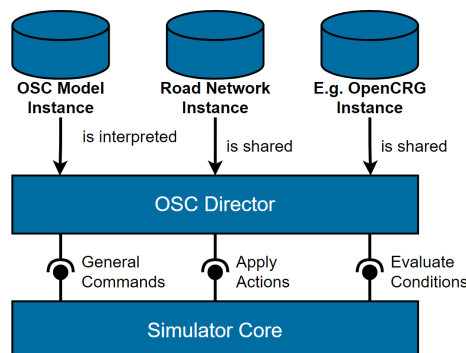 OSC Model
Instance
Road Network
Instance
E.g. OpenCRG
Instance
is interpreted
is shared
is shared
OSC Director
General
Commands
Apply
Actions
Evaluate
Conditions
Simulator Core